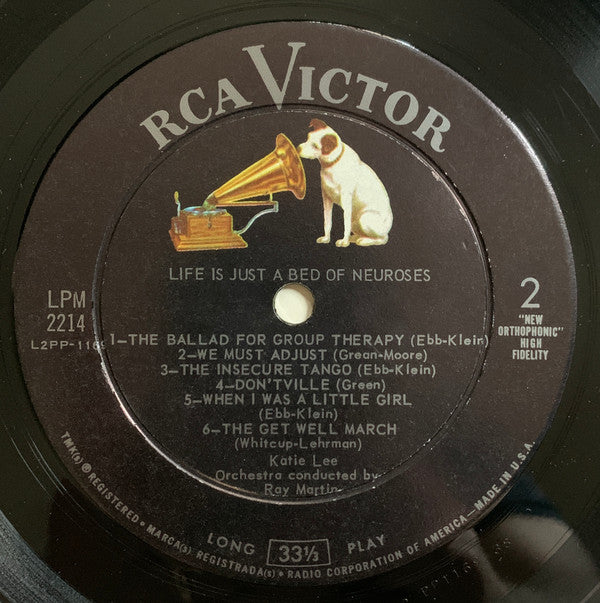 RCA VICTOR
LIFE IS JUST A BED OF NEUROSES
LPM
2214
2
"NEW
ORTHOPHONIC"
HIGH
FIDELITY
1-THE BALLAD FOR GROUP THERAPY (Ebb-Klein)
2-WE MUST ADJUST (Grean-Moore)
3-THE INSECURE TANGO (Ebb-Klein)
4-DON'TVILLE (Green)
5-WHEN I WAS A LITTLE GIRL
(Ebb-Klein)
6-THE GET WELL MARCH
(Whitcup-Lehrman)
Katie Lee
Orchestra conducted by
Ray Martin
LONG 33⅓ PLAY
TMK(s) ® REGISTERED • MARCA(s) REGISTRADA(s) • RADIO CORPORATION OF AMERICA—MADE IN U.S.A.